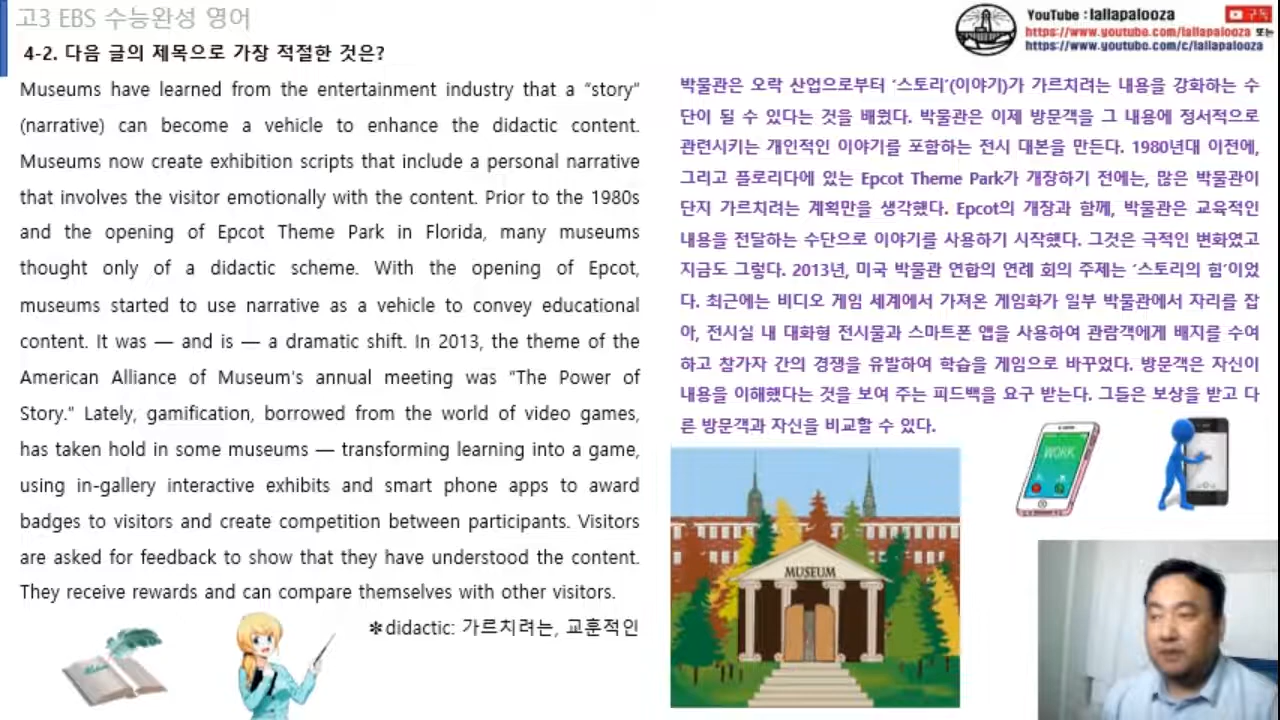 고3 EBS 수능완성 영어
4-2. 다음 글의 제목으로 가장 적절한 것은?
Museums have learned from the entertainment industry that a “story”
(narrative) can become a vehicle to enhance the didactic content.
Museums now create exhibition scripts that include a personal narrative
that involves the visitor emotionally with the content. Prior to the 1980s
and the opening of Epcot Theme Park in Florida, many museums
thought only of a didactic scheme. With the opening of Epcot,
museums started to use narrative as a vehicle to convey educational
content. It was — and is — a dramatic shift. In 2013, the theme of the
American Alliance of Museum's annual meeting was “The Power of
Story.” Lately, gamification, borrowed from the world of video games,
has taken hold in some museums — transforming learning into a game,
using in-gallery interactive exhibits and smart phone apps to award
badges to visitors and create competition between participants. Visitors
are asked for feedback to show that they have understood the content.
They receive rewards and can compare themselves with other visitors.
✻didactic: 가르치려는, 교훈적인
YouTube : lallapalooza
구독
https://www.youtube.com/lallapalooza 또는
https://www.youtube.com/c/lallapalooza
박물관은 오락 산업으로부터 ‘스토리’(이야기)가 가르치려는 내용을 강화하는 수
단이 될 수 있다는 것을 배웠다. 박물관은 이제 방문객을 그 내용에 정서적으로
관련시키는 개인적인 이야기를 포함하는 전시 대본을 만든다. 1980년대 이전에,
그리고 플로리다에 있는 Epcot Theme Park가 개장하기 전에는, 많은 박물관이
단지 가르치려는 계획만을 생각했다. Epcot의 개장과 함께, 박물관은 교육적인
내용을 전달하는 수단으로 이야기를 사용하기 시작했다. 그것은 극적인 변화였고
지금도 그렇다. 2013년, 미국 박물관 연합의 연례 회의 주제는 ‘스토리의 힘’이었
다. 최근에는 비디오 게임 세계에서 가져온 게임화가 일부 박물관에서 자리를 잡
아, 전시실 내 대화형 전시물과 스마트폰 앱을 사용하여 관람객에게 배지를 수여
하고 참가자 간의 경쟁을 유발하여 학습을 게임으로 바꾸었다. 방문객은 자신이
내용을 이해했다는 것을 보여 주는 피드백을 요구 받는다. 그들은 보상을 받고 다
른 방문객과 자신을 비교할 수 있다.
WORK
MUSEUM